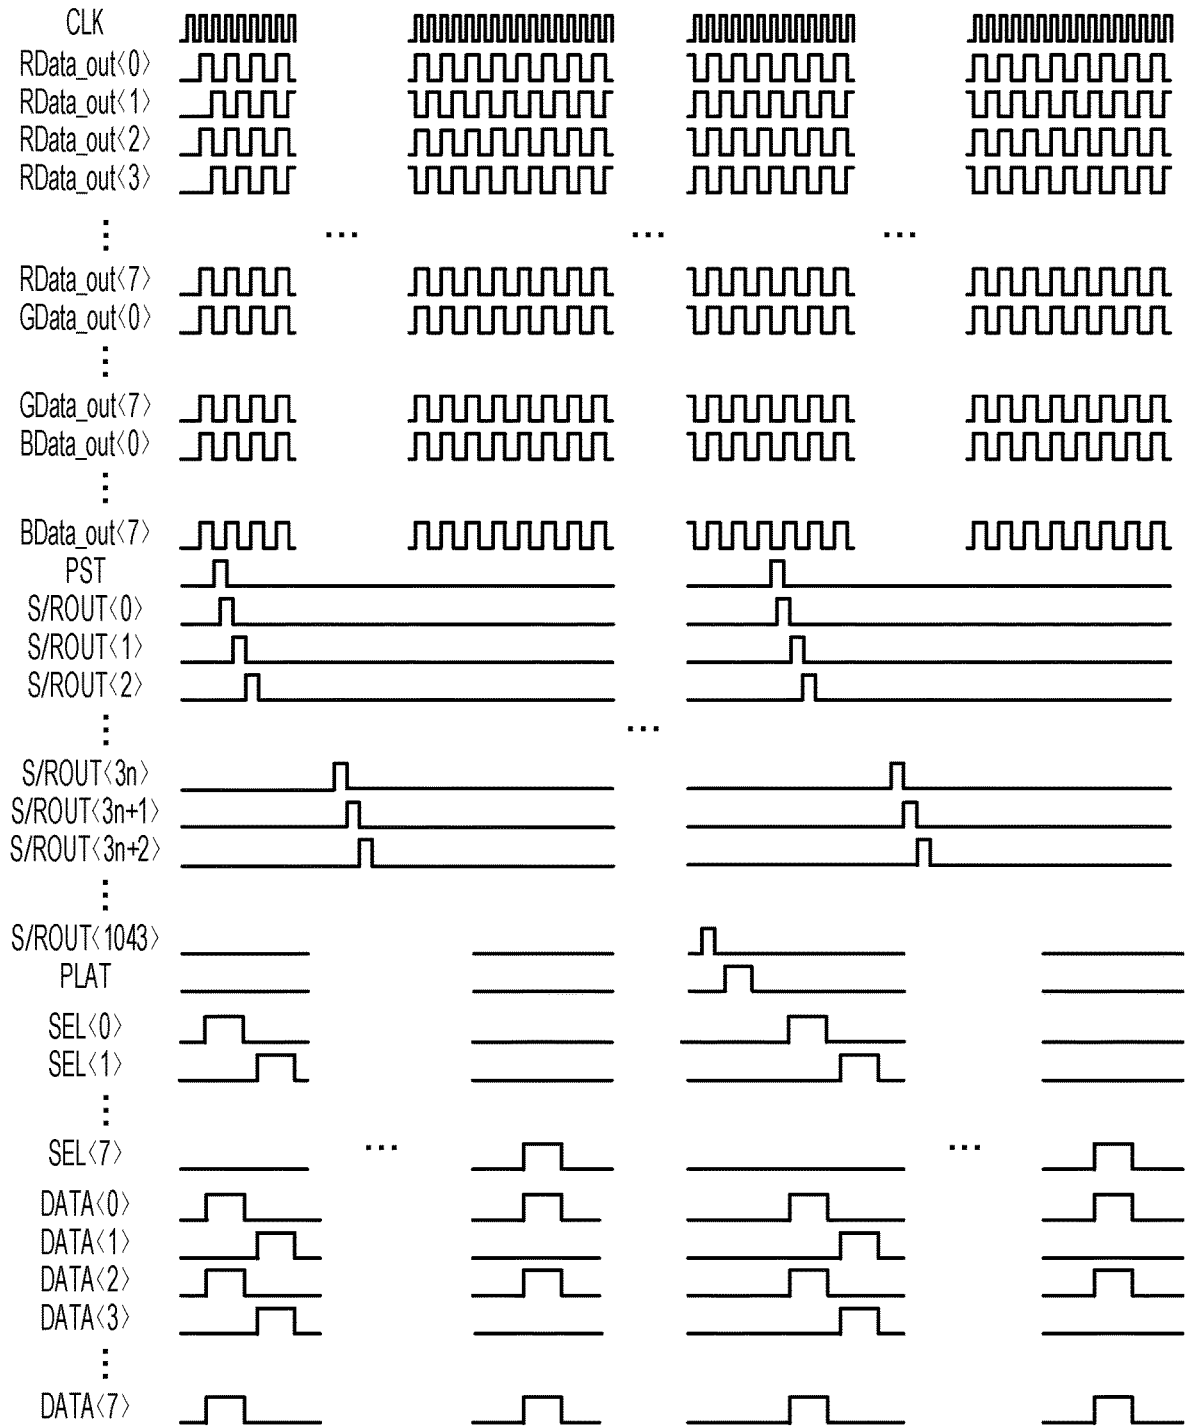 CLK
RData_out〈0〉
RData_out〈1〉
RData_out〈2〉
RData_out〈3〉
⋮ ... ... ...
RData_out〈7〉
GData_out〈0〉
⋮
GData_out〈7〉
BData_out〈0〉
⋮
BData_out〈7〉
PST
S/ROUT〈0〉
S/ROUT〈1〉
S/ROUT〈2〉
⋮ ...
S/ROUT〈3n〉
S/ROUT〈3n+1〉
S/ROUT〈3n+2〉
⋮
S/ROUT〈1043〉
PLAT
SEL〈0〉
SEL〈1〉
⋮
SEL〈7〉 ... ...
DATA〈0〉
DATA〈1〉
DATA〈2〉
DATA〈3〉
⋮
DATA〈7〉